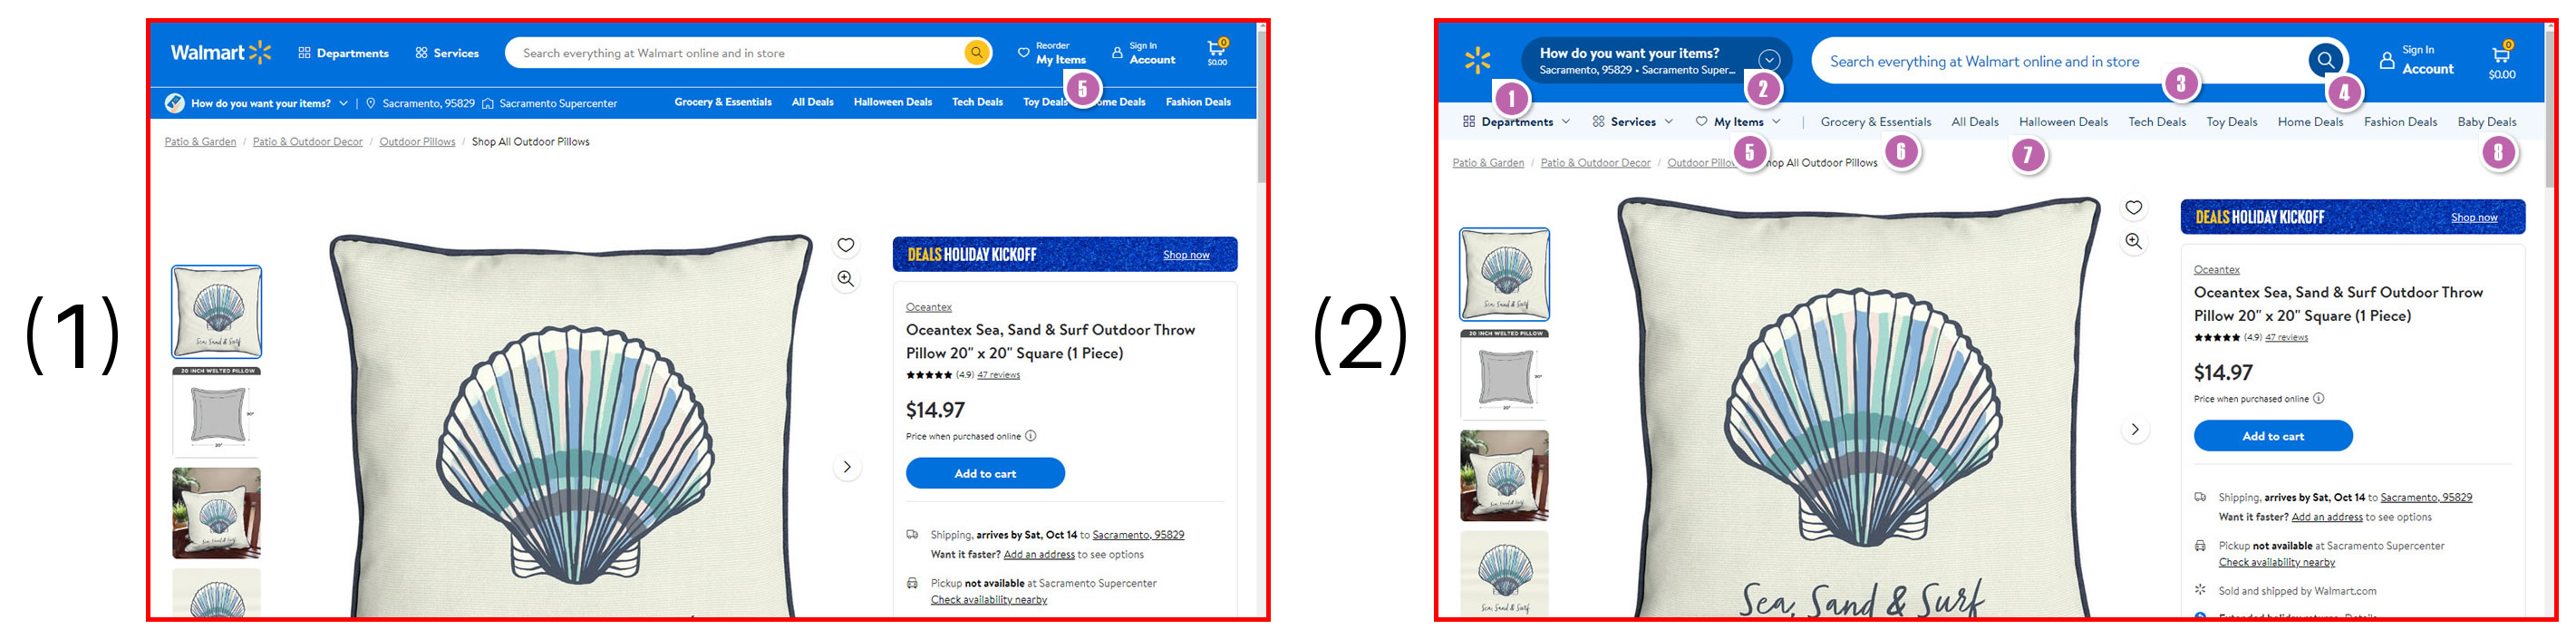 (1)
Walmart
Departments
Services
Search everything at Walmart online and in store
Reorder
My Items
Sign In
Account
0
$0.00
How do you want your items?
Sacramento, 95829
Sacramento Supercenter
Grocery & Essentials
All Deals
Halloween Deals
Tech Deals
Toy Deals
5
Fashion Deals
Patio & Garden / Patio & Outdoor Decor / Outdoor Pillows / Shop All Outdoor Pillows
DEALS HOLIDAY KICKOFF
Shop now
Sea, Sand & Surf
20 INCH WELTED PILLOW
20"
Oceantex
Oceantex Sea, Sand & Surf Outdoor Throw
Pillow 20" x 20" Square (1 Piece)
(4.9) 47 reviews
$14.97
Price when purchased online
Add to cart
Shipping, arrives by Sat, Oct 14 to Sacramento, 95829
Want it faster? Add an address to see options
Pickup not available at Sacramento Supercenter
Check availability nearby
(2)
How do you want your items?
Sacramento, 95829 • Sacramento Super...
Search everything at Walmart online and in store
Sign In
Account
0
$0.00
1
2
3
4
Departments
Services
My Items
Grocery & Essentials
All Deals
Halloween Deals
Tech Deals
Toy Deals
Home Deals
Fashion Deals
Baby Deals
5
6
7
8
Patio & Garden / Patio & Outdoor Decor / Outdoor
Shop All Outdoor Pillows
DEALS HOLIDAY KICKOFF
Shop now
Sea, Sand & Surf
20 INCH WELTED PILLOW
20"
Sea, Sand & Surf
Sea, Sand & Surf
Oceantex
Oceantex Sea, Sand & Surf Outdoor Throw
Pillow 20" x 20" Square (1 Piece)
(4.9) 47 reviews
$14.97
Price when purchased online
Add to cart
Shipping, arrives by Sat, Oct 14 to Sacramento, 95829
Want it faster? Add an address to see options
Pickup not available at Sacramento Supercenter
Check availability nearby
Sold and shipped by Walmart.com